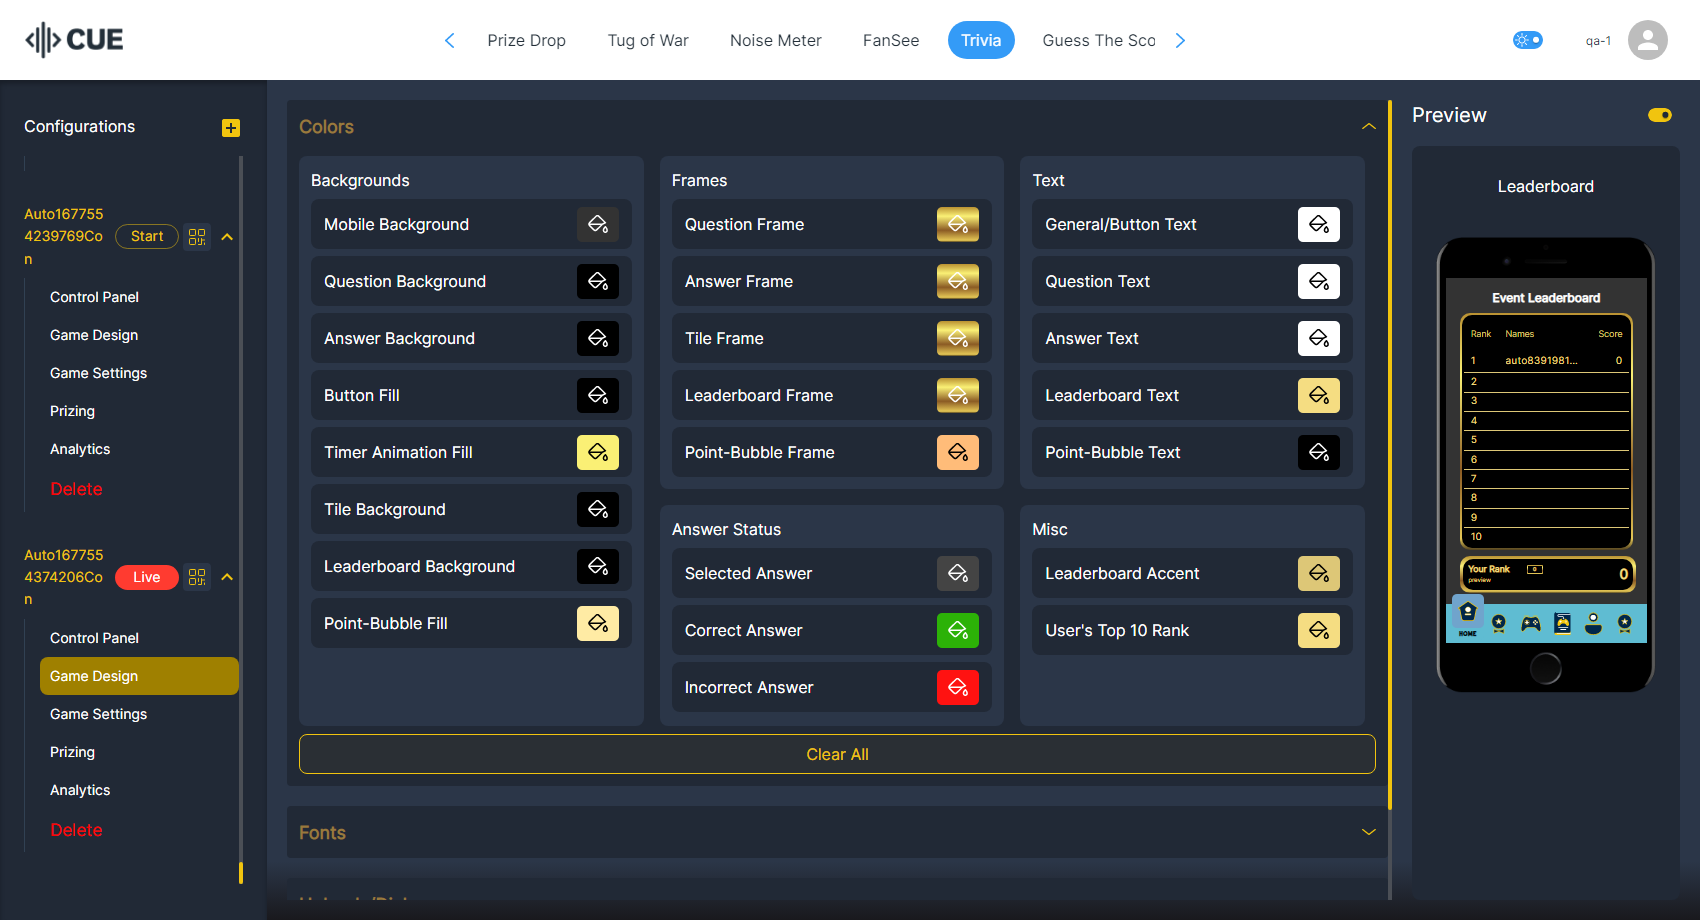 CUE
Prize Drop
Tug of War
Noise Meter
FanSee
Trivia
Guess The Sco
qa-1
Configurations
Auto167755
4239769Co
n
Start
Control Panel
Game Design
Game Settings
Prizing
Analytics
Delete
Auto167755
4374206Co
n
Live
Control Panel
Game Design
Game Settings
Prizing
Analytics
Delete
Colors
Backgrounds
Mobile Background
Question Background
Answer Background
Button Fill
Timer Animation Fill
Tile Background
Leaderboard Background
Point-Bubble Fill
Frames
Question Frame
Answer Frame
Tile Frame
Leaderboard Frame
Point-Bubble Frame
Answer Status
Selected Answer
Correct Answer
Incorrect Answer
Text
General/Button Text
Question Text
Answer Text
Leaderboard Text
Point-Bubble Text
Misc
Leaderboard Accent
User's Top 10 Rank
Clear All
Fonts
Preview
Leaderboard
Event Leaderboard
Rank Names Score
1 auto8391981... 0
2
3
4
5
6
7
8
9
10
Your Rank 0 0
preview
HOME